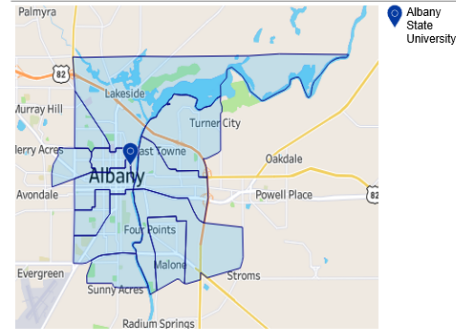 Palmyra
Albany
State
University
82
Lakeside
Murray Hill
Turner City
Jerry Acres
East Towne
Oakdale
Albany
Avondale
Powell Place
82
Four Points
Malone
Evergreen
Stroms
Sunny Acres
Radium Springs